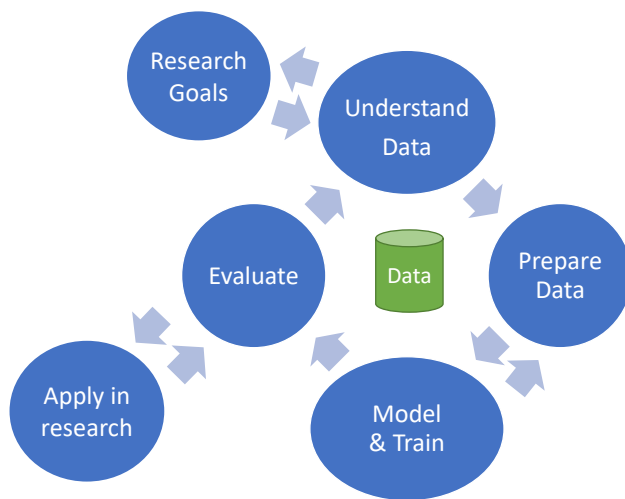 Research
Goals
Understand
Data
Evaluate
Data
Prepare
Data
Apply in
research
Model
& Train